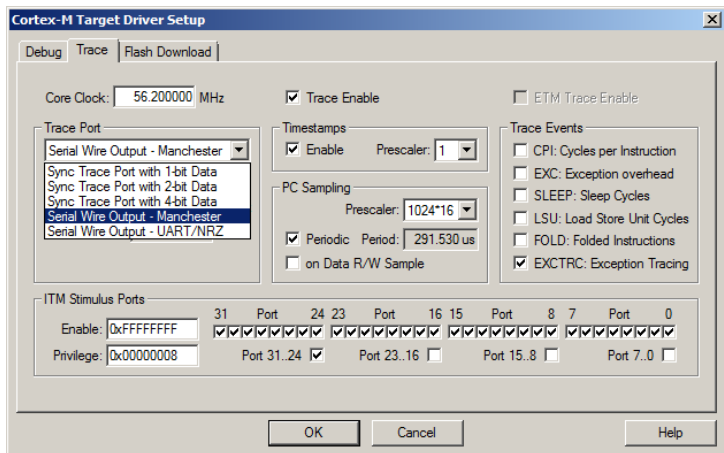 Cortex-M Target Driver Setup
Debug Trace Flash Download
Core Clock: 56.200000 MHz Trace Enable ETM Trace Enable
Trace Port
Serial Wire Output - Manchester
Sync Trace Port with 1-bit Data
Sync Trace Port with 2-bit Data
Sync Trace Port with 4-bit Data
Serial Wire Output - Manchester
Serial Wire Output - UART/NRZ
Timestamps
Enable Prescaler: 1
PC Sampling
Prescaler: 1024*16
Periodic Period: 291.530 us
on Data R/W Sample
Trace Events
CPI: Cycles per Instruction
EXC: Exception overhead
SLEEP: Sleep Cycles
LSU: Load Store Unit Cycles
FOLD: Folded Instructions
EXCTRC: Exception Tracing
ITM Stimulus Ports
31 Port 24 23 Port 16 15 Port 8 7 Port 0
Enable: 0xFFFFFFFF
Privilege: 0x00000008 Port 31..24 Port 23..16 Port 15..8 Port 7..0
OK Cancel Help